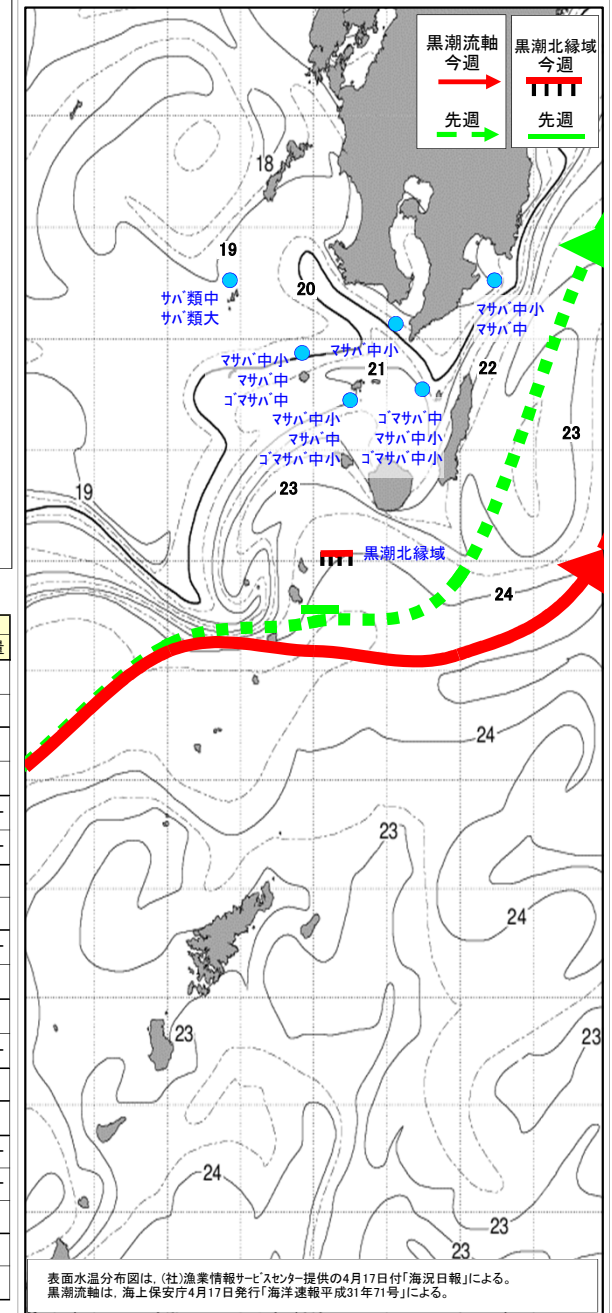 黒潮流軸
今週
先週
黒潮北縁域
今週
先週
18
19
20
サバ類中
サバ類大
マサバ中小
マサバ中
マサバ中小
21
22
マサバ中小
マサバ中
ゴマサバ中
マサバ中小
マサバ中
ゴマサバ中小
ゴマサバ中
マサバ中小
ゴマサバ中小
23
23
19
黒潮北縁域
24
24
23
24
23
23
24
23
23
表面水温分布図は，(社)漁業情報サービスセンター提供の4月17日付「海況日報」による。
黒潮流軸は，海上保安庁4月17日発行「海洋速報平成31年71号」による。